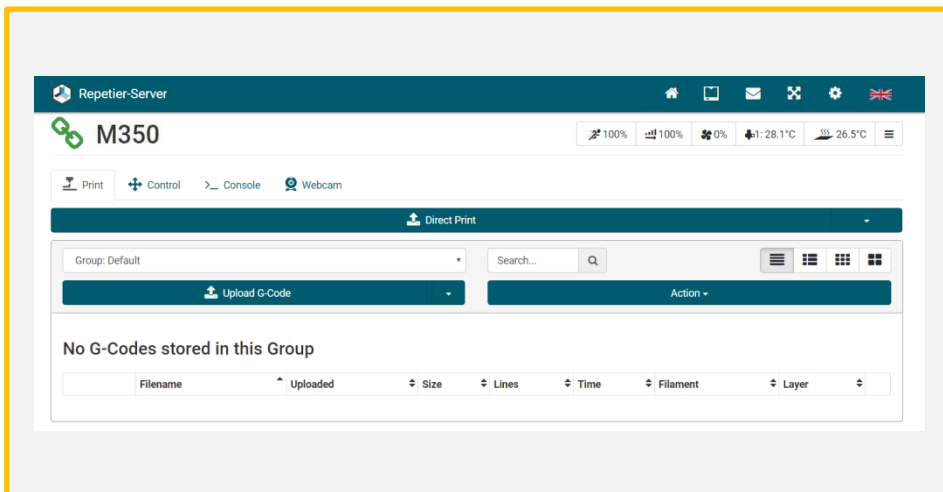 Repetier-Server
M350
100% 100% 0% 1: 28.1°C 26.5°C
Print Control Console Webcam
Direct Print
Group: Default Search...
Upload G-Code Action
No G-Codes stored in this Group
Filename Uploaded Size Lines Time Filament Layer